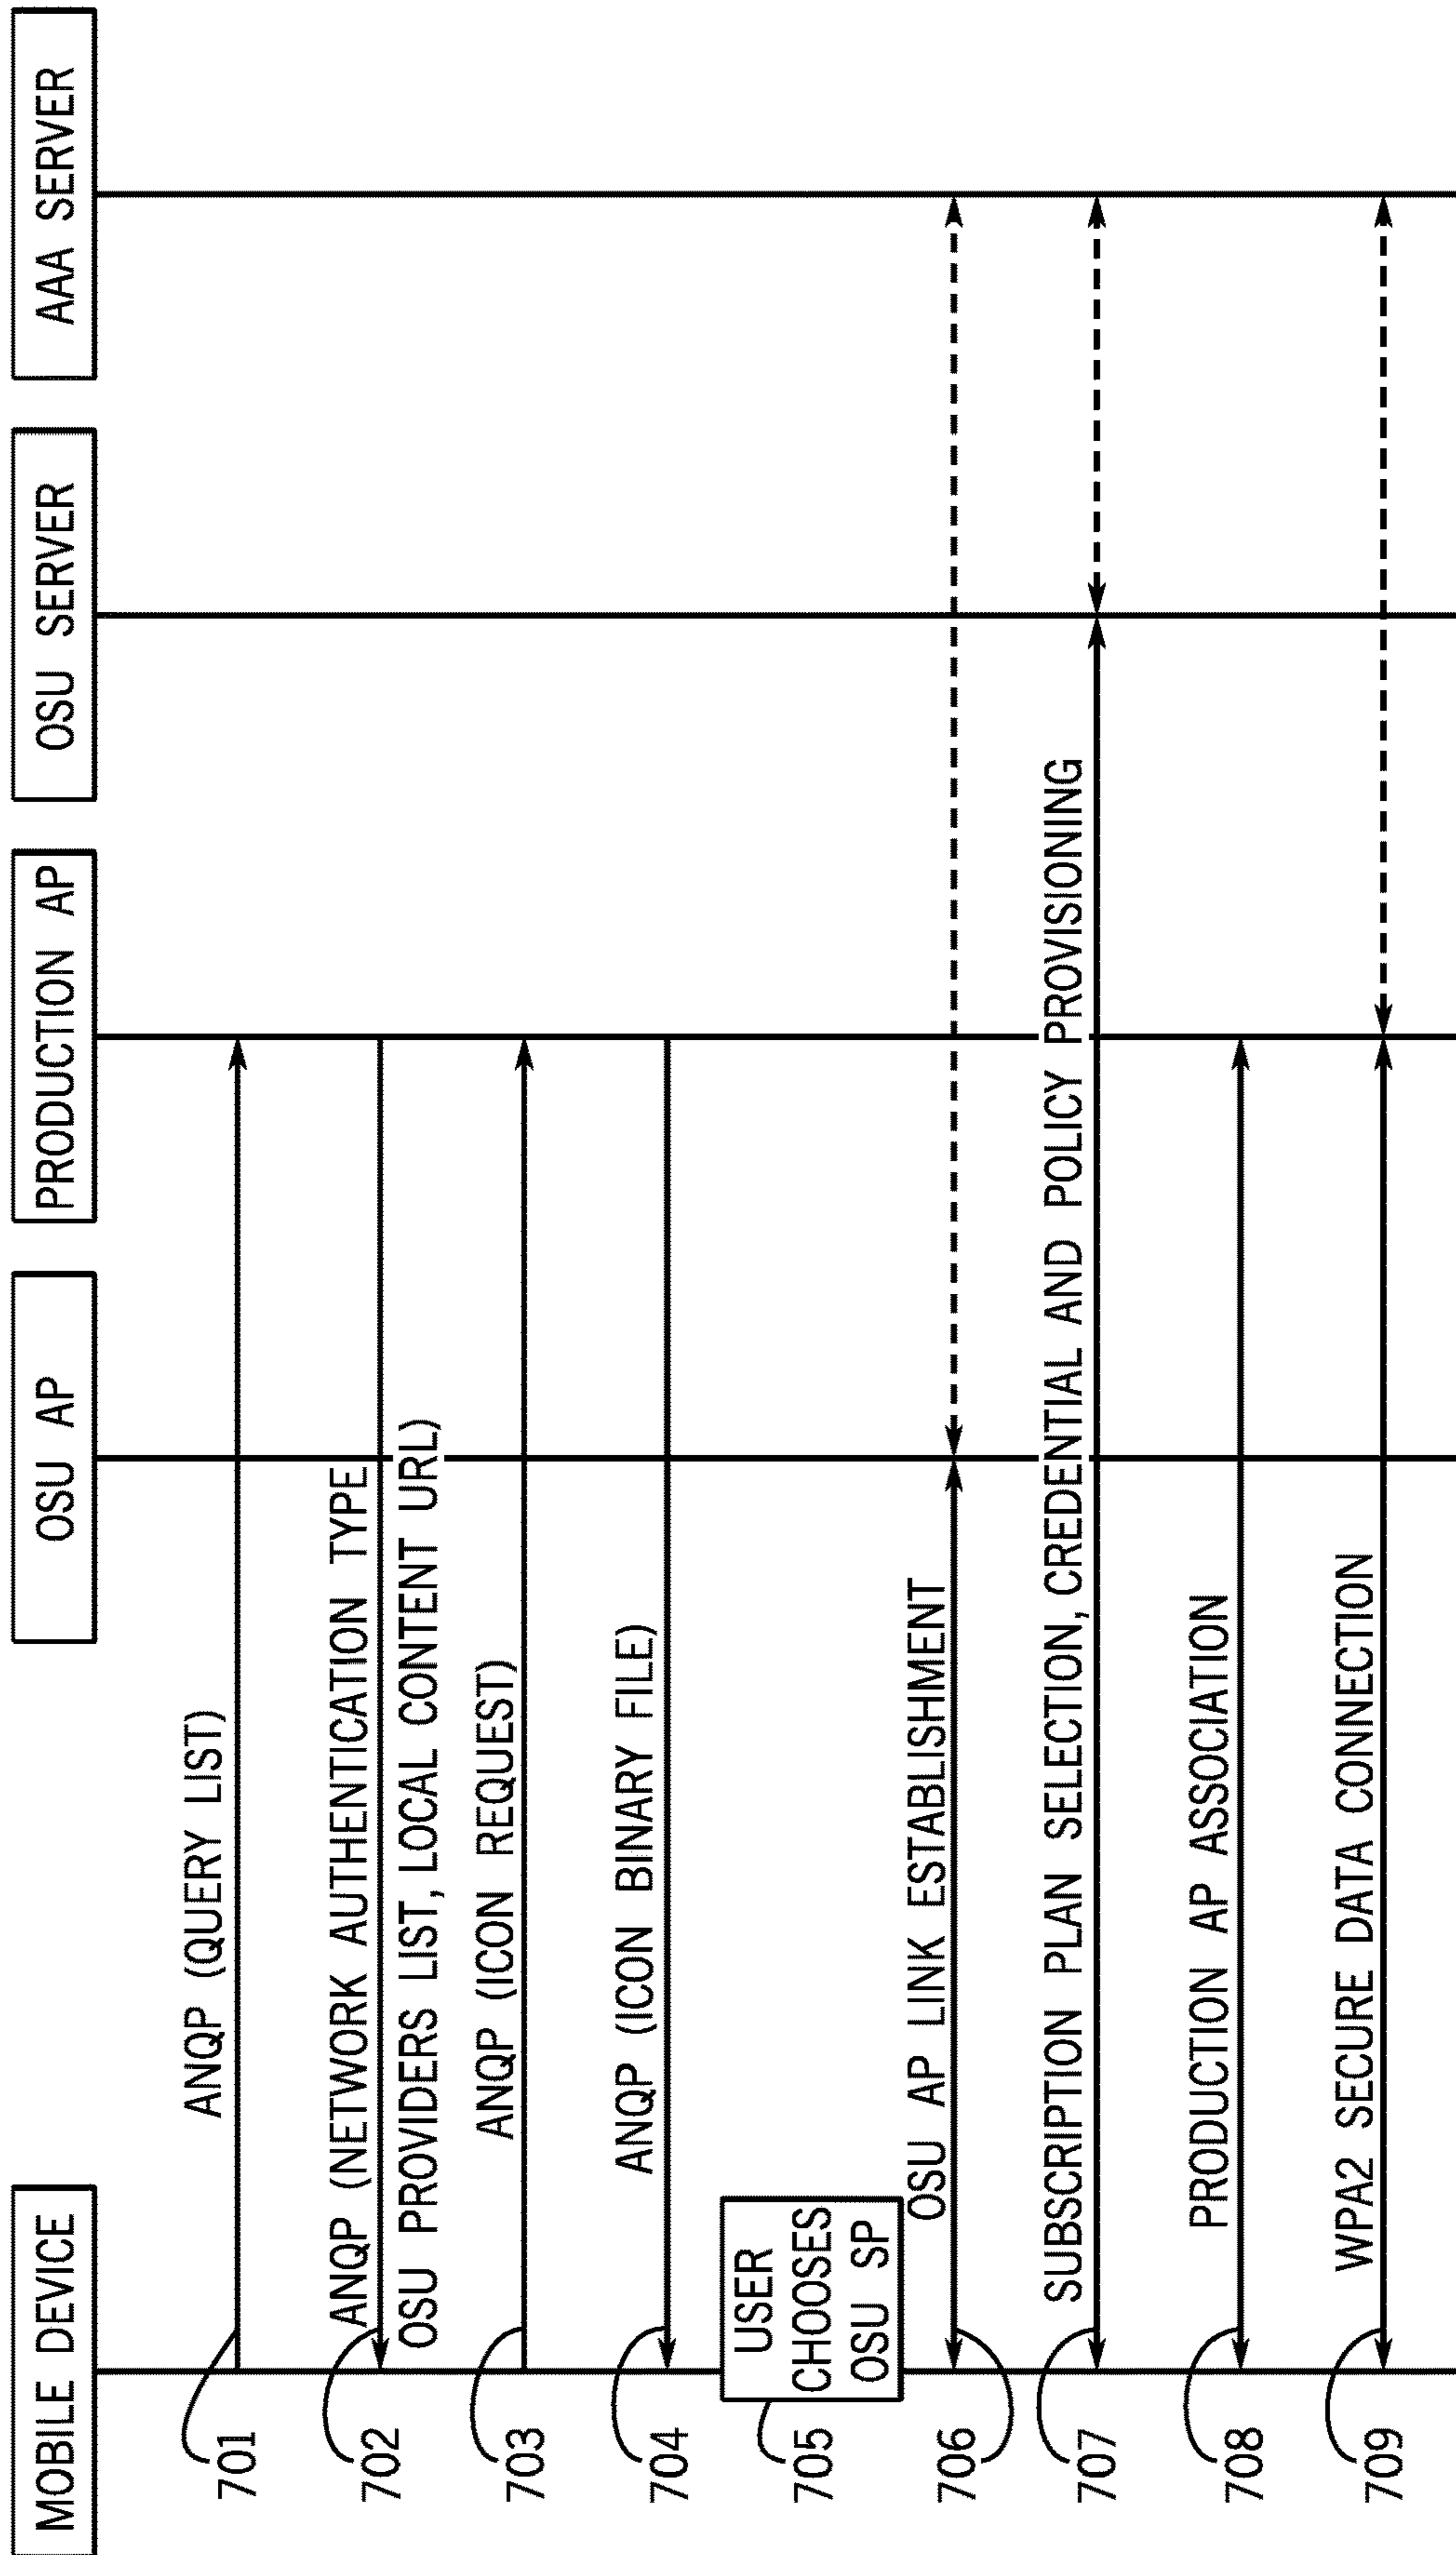 MOBILE DEVICE
OSU AP
PRODUCTION AP
OSU SERVER
AAA SERVER
701
ANQP (QUERY LIST)
702
ANQP (NETWORK AUTHENTICATION TYPE
OSU PROVIDERS LIST, LOCAL CONTENT URL)
703
ANQP (ICON REQUEST)
704
ANQP (ICON BINARY FILE)
705
USER
CHOOSES
OSU SP
706
OSU AP LINK ESTABLISHMENT
707
SUBSCRIPTION PLAN SELECTION, CREDENTIAL AND POLICY PROVISIONING
708
PRODUCTION AP ASSOCIATION
709
WPA2 SECURE DATA CONNECTION